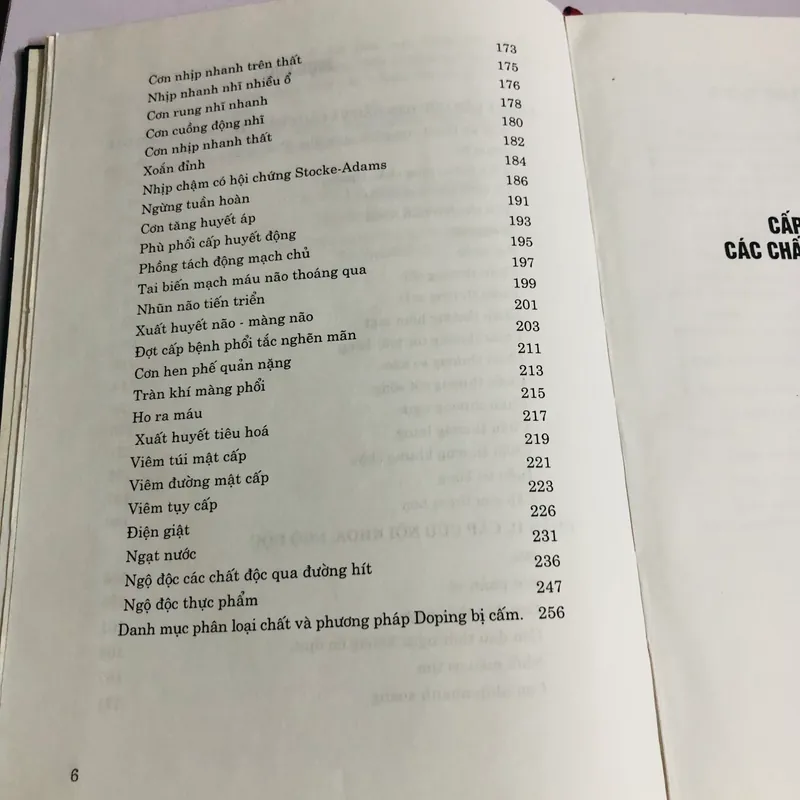 Cơn nhịp nhanh trên thất 173
Nhịp nhanh nhĩ nhiều ổ 175
Cơn rung nhĩ nhanh 176
Cơn cuồng động nhĩ 178
Cơn nhịp nhanh thất 180
Xoắn đỉnh 182
Nhịp chậm có hội chứng Stocke-Adams 184
Ngừng tuần hoàn 186
Cơn tăng huyết áp 191
Phù phổi cấp huyết động 193
Phồng tách động mạch chủ 195
Tai biến mạch máu não thoáng qua 197
Nhũn não tiến triển 199
Xuất huyết não - màng não 201
Đợt cấp bệnh phổi tắc nghẽn mãn 203
Cơn hen phế quản nặng 211
Tràn khí màng phổi 213
Ho ra máu 215
Xuất huyết tiêu hoá 217
Viêm túi mật cấp 219
Viêm đường mật cấp 221
Viêm tụy cấp 223
Điện giật 226
Ngạt nước 231
Ngộ độc các chất độc qua đường hít 236
Ngộ độc thực phẩm 247
Danh mục phân loại chất và phương pháp Doping bị cấm. 256
6
CẤP
CÁC CHẤ